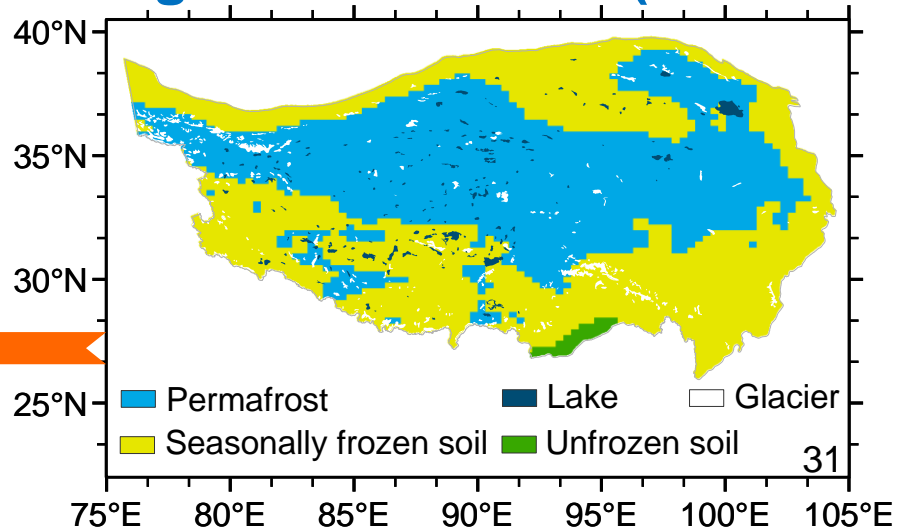 40°N
35°N
30°N
25°N
Permafrost
Lake
Glacier
Seasonally frozen soil
Unfrozen soil
31
75°E 80°E 85°E 90°E 95°E 100°E 105°E